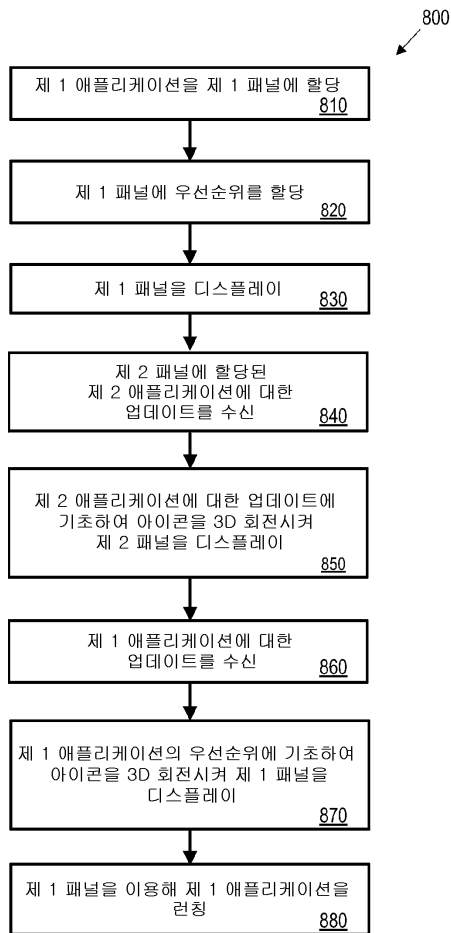 800
제 1 애플리케이션을 제 1 패널에 할당
810
제 1 패널에 우선순위를 할당
820
제 1 패널을 디스플레이
830
제 2 패널에 할당된
제 2 애플리케이션에 대한
업데이트를 수신
840
제 2 애플리케이션에 대한 업데이트에
기초하여 아이콘을 3D 회전시켜
제 2 패널을 디스플레이
850
제 1 애플리케이션에 대한
업데이트를 수신
860
제 1 애플리케이션의 우선순위에 기초하여
아이콘을 3D 회전시켜 제 1 패널을
디스플레이
870
제 1 패널을 이용해 제 1 애플리케이션을
런칭
880